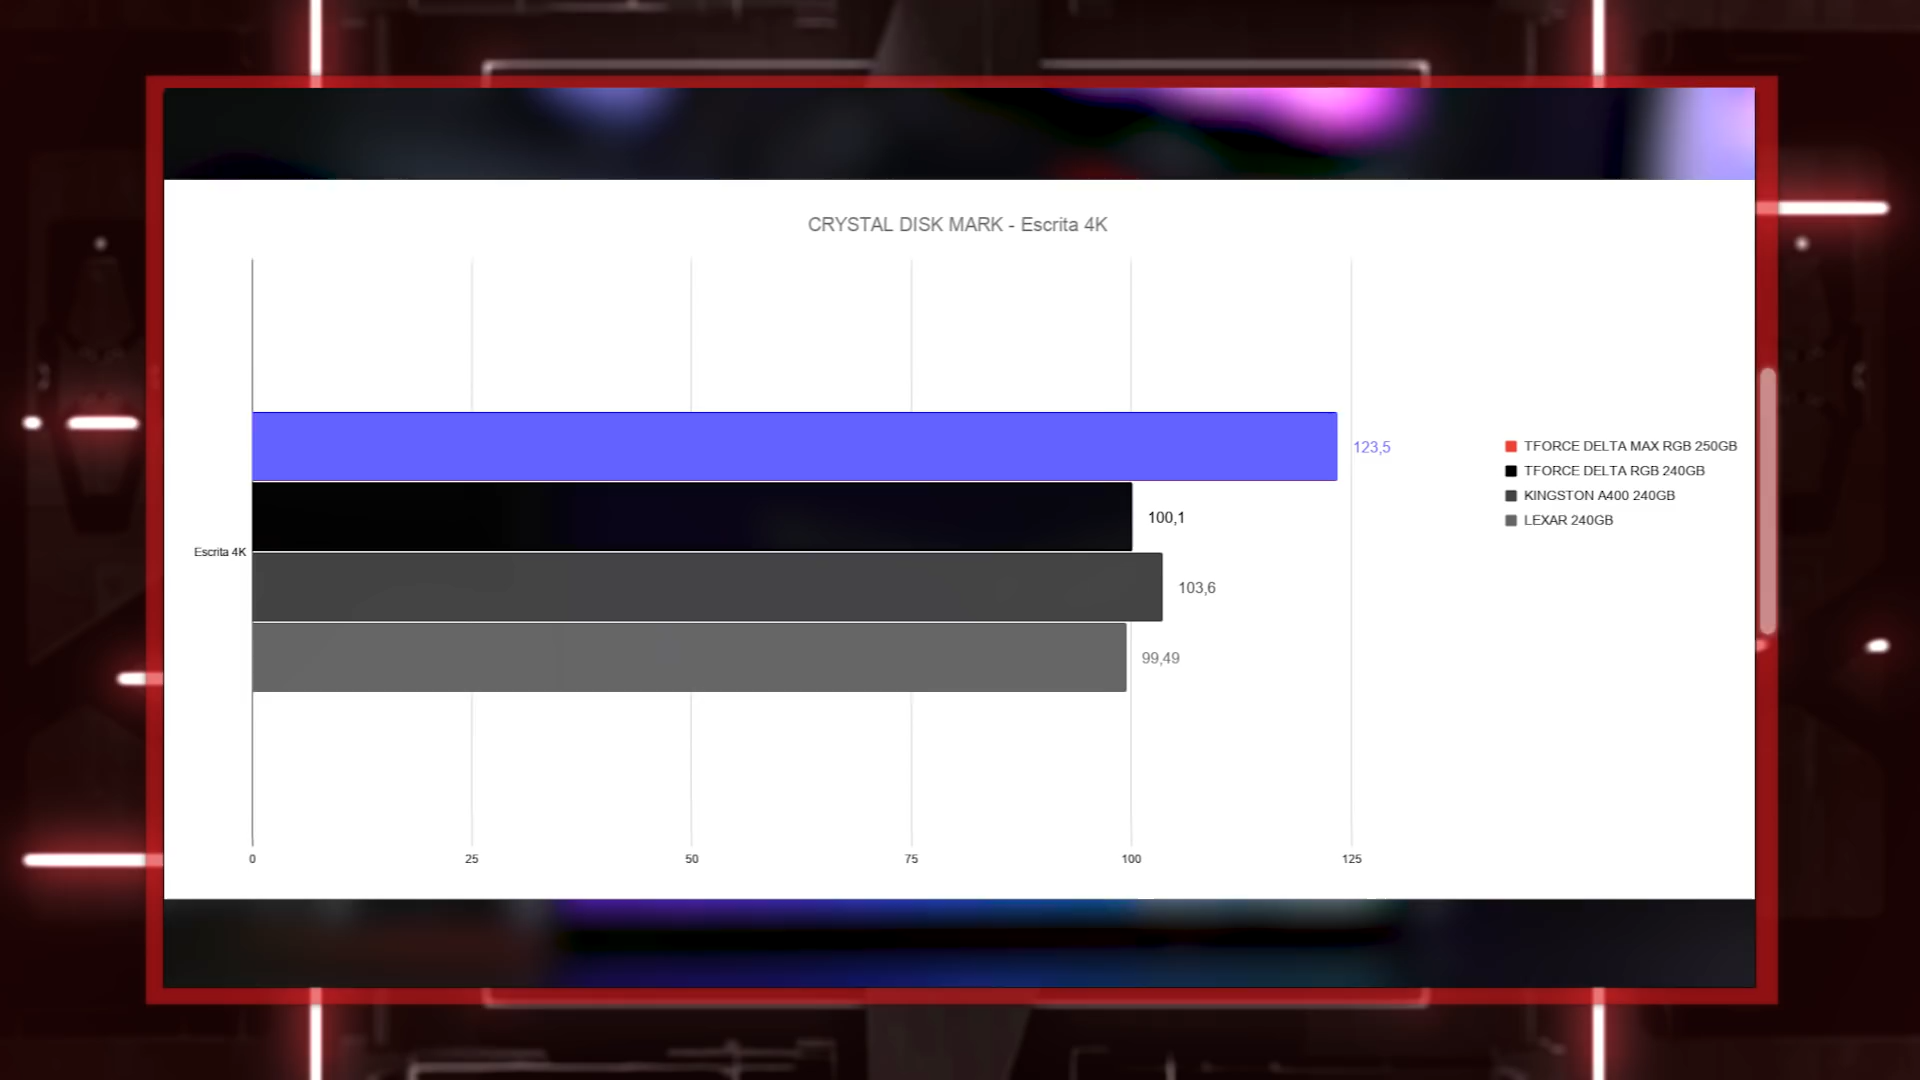 CRYSTAL DISK MARK - Escrita 4K
123,5
TFORCE DELTA MAX RGB 250GB
TFORCE DELTA RGB 240GB
KINGSTON A400 240GB
LEXAR 240GB
100,1
Escrita 4K
103,6
99,49
0 25 50 75 100 125